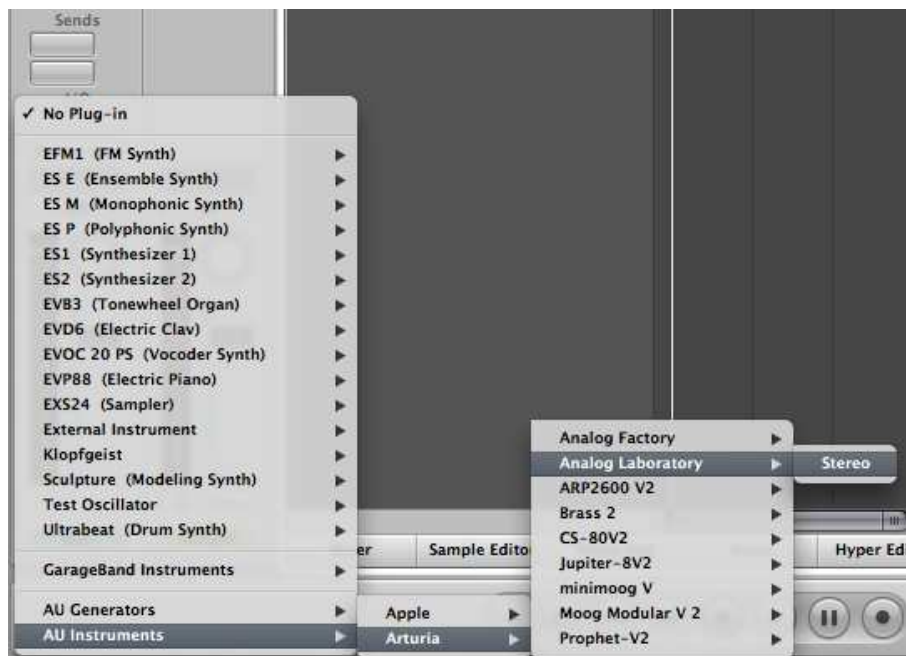 Sends
✓ No Plug-in
EFM1 (FM Synth)
ES E (Ensemble Synth)
ES M (Monophonic Synth)
ES P (Polyphonic Synth)
ES1 (Synthesizer 1)
ES2 (Synthesizer 2)
EVB3 (Tonewheel Organ)
EVD6 (Electric Clav)
EVOC 20 PS (Vocoder Synth)
EVP88 (Electric Piano)
EXS24 (Sampler)
External Instrument
Klopfgeist
Sculpture (Modeling Synth)
Test Oscillator
Ultrabeat (Drum Synth)
GarageBand Instruments
AU Generators
AU Instruments
Apple
Arturia
Analog Factory
Analog Laboratory
ARP2600 V2
Brass 2
CS-80V2
Jupiter-8V2
minimoog V
Moog Modular V 2
Prophet-V2
Stereo
er
Sample Edito
Hyper Ed